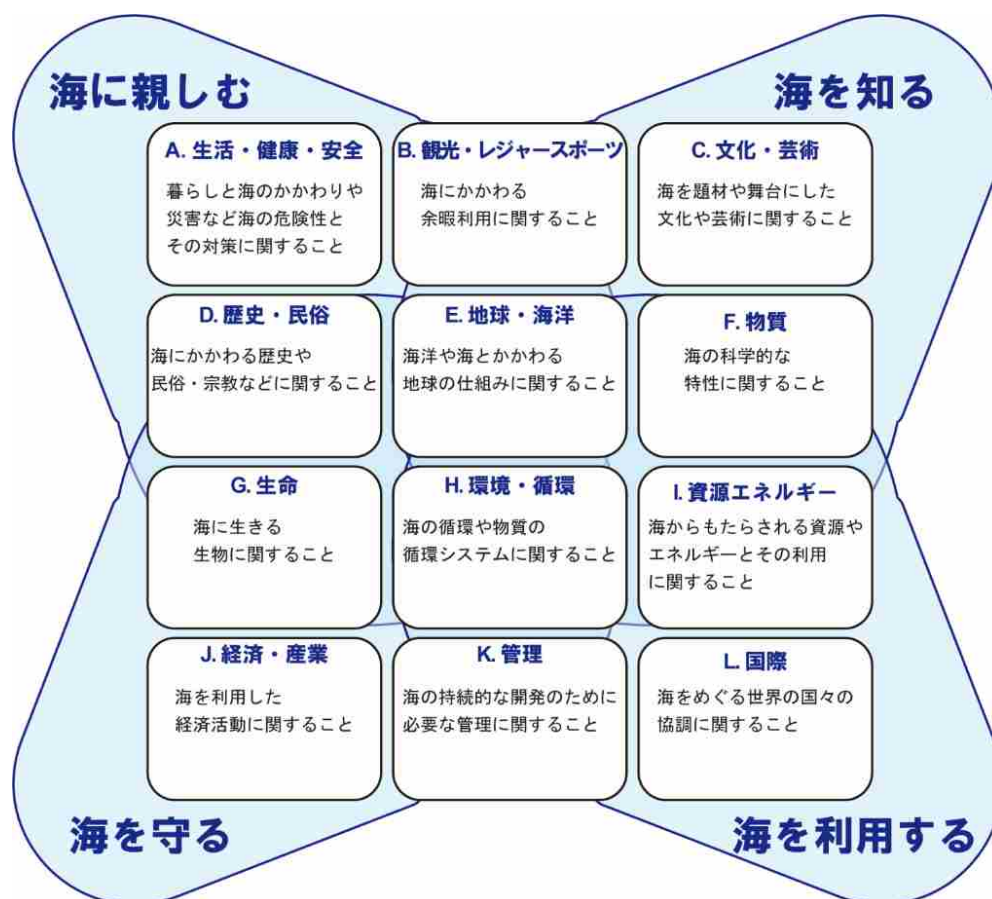 海に親しむ
海を知る
A. 生活・健康・安全
暮らしと海のかかわりや
災害など海の危険性と
その対策に関すること
B. 観光・レジャースポーツ
海にかかわる
余暇利用に関すること
C. 文化・芸術
海を題材や舞台にした
文化や芸術に関すること
D. 歴史・民俗
海にかかわる歴史や
民俗・宗教などに関すること
E. 地球・海洋
海洋や海とかかわる
地球の仕組みに関すること
F. 物質
海の科学的な
特性に関すること
G. 生命
海に生きる
生物に関すること
H. 環境・循環
海の循環や物質の
循環システムに関すること
I. 資源エネルギー
海からもたらされる資源や
エネルギーとその利用
に関すること
J. 経済・産業
海を利用した
経済活動に関すること
K. 管理
海の持続的な開発のために
必要な管理に関すること
L. 国際
海をめぐる世界の国々の
協調に関すること
海を守る
海を利用する